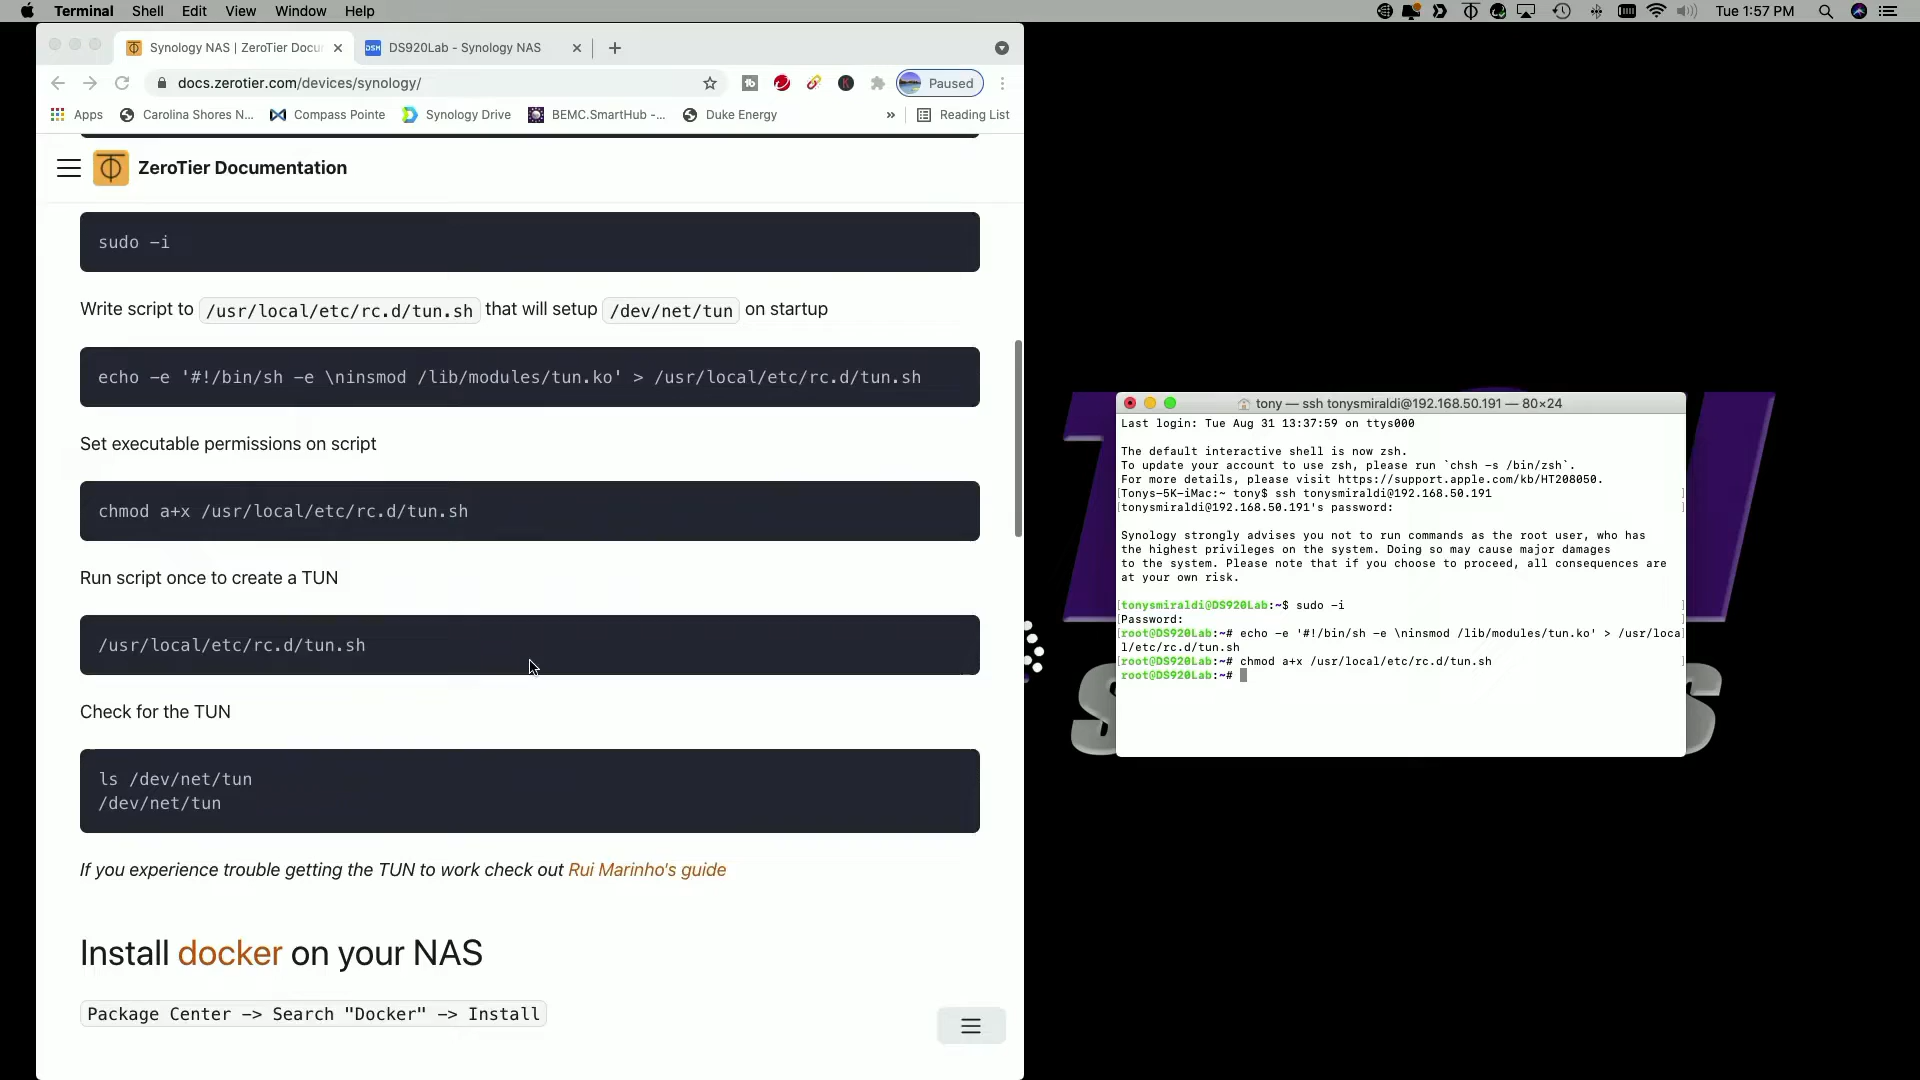 Terminal Shell Edit View Window Help Tue 1:57 PM
Synology NAS | ZeroTier Docu
DS920Lab - Synology NAS
docs.zerotier.com/devices/synology/
Paused
Apps
Carolina Shores N...
Compass Pointe
Synology Drive
BEMC.SmartHub -...
Duke Energy
»
Reading List
ZeroTier Documentation
sudo -i
Write script to /usr/local/etc/rc.d/tun.sh that will setup /dev/net/tun on startup
echo -e '#!/bin/sh -e \ninsmod /lib/modules/tun.ko' > /usr/local/etc/rc.d/tun.sh
Set executable permissions on script
chmod a+x /usr/local/etc/rc.d/tun.sh
Run script once to create a TUN
/usr/local/etc/rc.d/tun.sh
Check for the TUN
ls /dev/net/tun
/dev/net/tun
If you experience trouble getting the TUN to work check out Rui Marinho's guide
Install docker on your NAS
Package Center -> Search "Docker" -> Install
tony — ssh tonysmiraldi@192.168.50.191 — 80×24
Last login: Tue Aug 31 13:37:59 on ttys000
The default interactive shell is now zsh.
To update your account to use zsh, please run `chsh -s /bin/zsh`.
For more details, please visit https://support.apple.com/kb/HT208050.
[Tonys-5K-iMac:~ tony$ ssh tonysmiraldi@192.168.50.191 ]
[tonysmiraldi@192.168.50.191's password: ]
Synology strongly advises you not to run commands as the root user, who has
the highest privileges on the system. Doing so may cause major damages
to the system. Please note that if you choose to proceed, all consequences are
at your own risk.
[tonysmiraldi@DS920Lab:~$ sudo -i ]
[Password: ]
[root@DS920Lab:~# echo -e '#!/bin/sh -e \ninsmod /lib/modules/tun.ko' > /usr/loca]
l/etc/rc.d/tun.sh
[root@DS920Lab:~# chmod a+x /usr/local/etc/rc.d/tun.sh ]
root@DS920Lab:~#